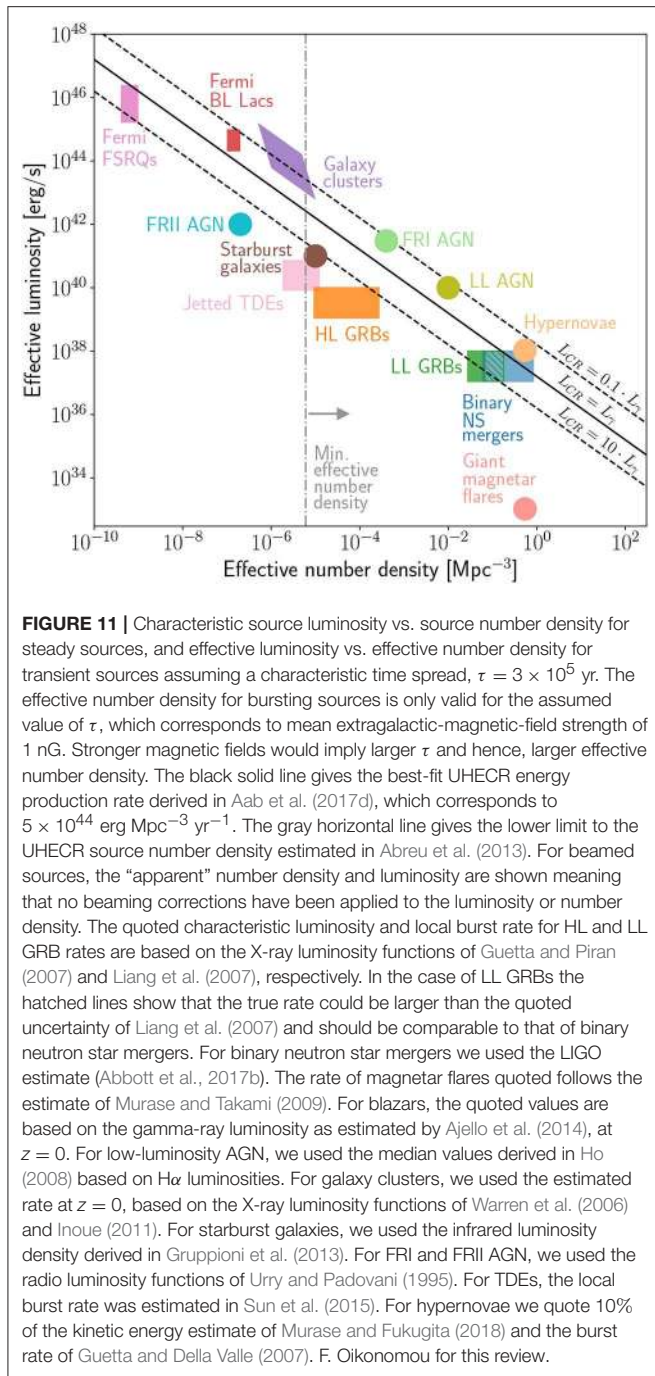 10^48
10^46
10^44
10^42
10^40
10^38
10^36
10^34
Effective luminosity [erg/s]
Fermi
BL Lacs
Fermi
FSRQs
Galaxy
clusters
FRII AGN
FRI AGN
Starburst
galaxies
LL AGN
Jetted TDEs
HL GRBs
Hypernovae
LL GRBs
L_CR = 0.1 · L_γ
L_CR = L_γ
L_CR = 10 · L_γ
Binary
NS
mergers
Min.
effective
number
density
Giant
magnetar
flares
10^−10
10^−8
10^−6
10^−4
10^−2
10^0
10^2
Effective number density [Mpc^−3]
FIGURE 11 | Characteristic source luminosity vs. source number density for
steady sources, and effective luminosity vs. effective number density for
transient sources assuming a characteristic time spread, τ = 3 × 10^5 yr. The
effective number density for bursting sources is only valid for the assumed
value of τ, which corresponds to mean extragalactic-magnetic-field strength of
1 nG. Stronger magnetic fields would imply larger τ and hence, larger effective
number density. The black solid line gives the best-fit UHECR energy
production rate derived in Aab et al. (2017d), which corresponds to
5 × 10^44 erg Mpc^−3 yr^−1. The gray horizontal line gives the lower limit to the
UHECR source number density estimated in Abreu et al. (2013). For beamed
sources, the “apparent” number density and luminosity are shown meaning
that no beaming corrections have been applied to the luminosity or number
density. The quoted characteristic luminosity and local burst rate for HL and LL
GRB rates are based on the X-ray luminosity functions of Guetta and Piran
(2007) and Liang et al. (2007), respectively. In the case of LL GRBs the
hatched lines show that the true rate could be larger than the quoted
uncertainty of Liang et al. (2007) and should be comparable to that of binary
neutron star mergers. For binary neutron star mergers we used the LIGO
estimate (Abbott et al., 2017b). The rate of magnetar flares quoted follows the
estimate of Murase and Takami (2009). For blazars, the quoted values are
based on the gamma-ray luminosity as estimated by Ajello et al. (2014), at
z = 0. For low-luminosity AGN, we used the median values derived in Ho
(2008) based on Hα luminosities. For galaxy clusters, we used the estimated
rate at z = 0, based on the X-ray luminosity functions of Warren et al. (2006)
and Inoue (2011). For starburst galaxies, we used the infrared luminosity
density derived in Gruppioni et al. (2013). For FRI and FRII AGN, we used the
radio luminosity functions of Urry and Padovani (1995). For TDEs, the local
burst rate was estimated in Sun et al. (2015). For hypernovae we quote 10%
of the kinetic energy estimate of Murase and Fukugita (2018) and the burst
rate of Guetta and Della Valle (2007). F. Oikonomou for this review.